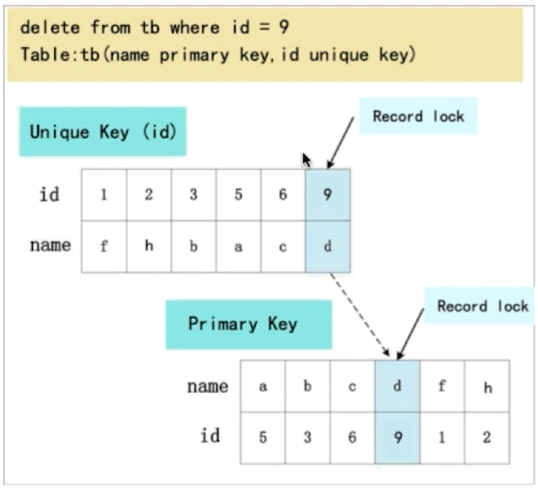 delete from tb where id = 9
Table:tb(name primary key,id unique key)
Record lock
Unique Key (id)
id 1 2 3 5 6 9
name f h b a c d
Record lock
Primary Key
name a b c d f h
id 5 3 6 9 1 2